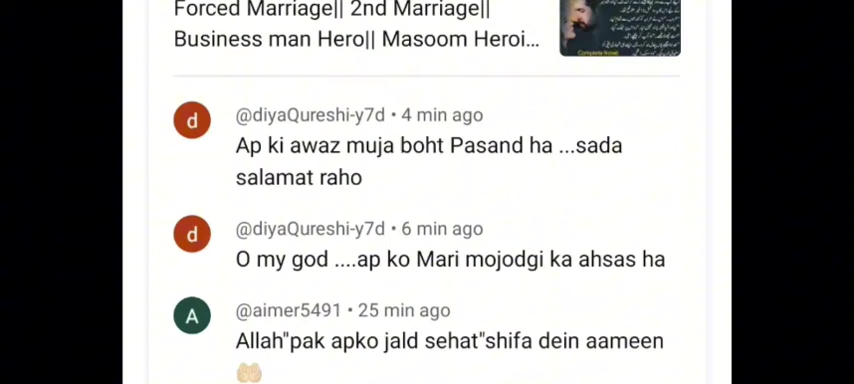 Forced Marriage|| 2nd Marriage||
Business man Hero|| Masoom Heroi...
Complete Novel
d
@diyaQureshi-y7d • 4 min ago
Ap ki awaz muja boht Pasand ha ...sada
salamat raho
d
@diyaQureshi-y7d • 6 min ago
O my god ....ap ko Mari mojodgi ka ahsas ha
A
@aimer5491 • 25 min ago
Allah"pak apko jald sehat"shifa dein aameen
🤲🏻